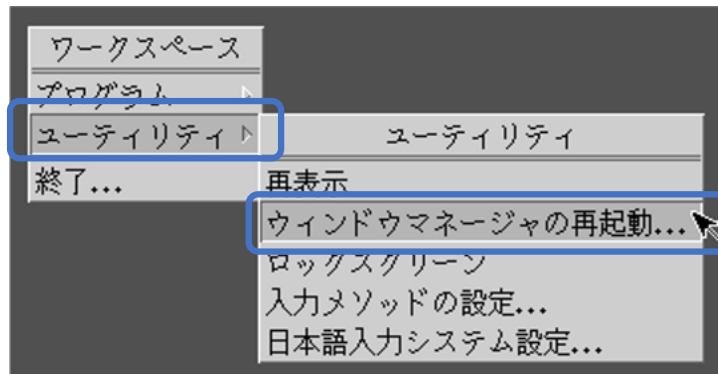 ワークスペース
プログラム
ユーティリティ
終了...
ユーティリティ
再表示
ウィンドウマネージャの再起動...
ロックスクリーン
入力メソッドの設定...
日本語入力システム設定...